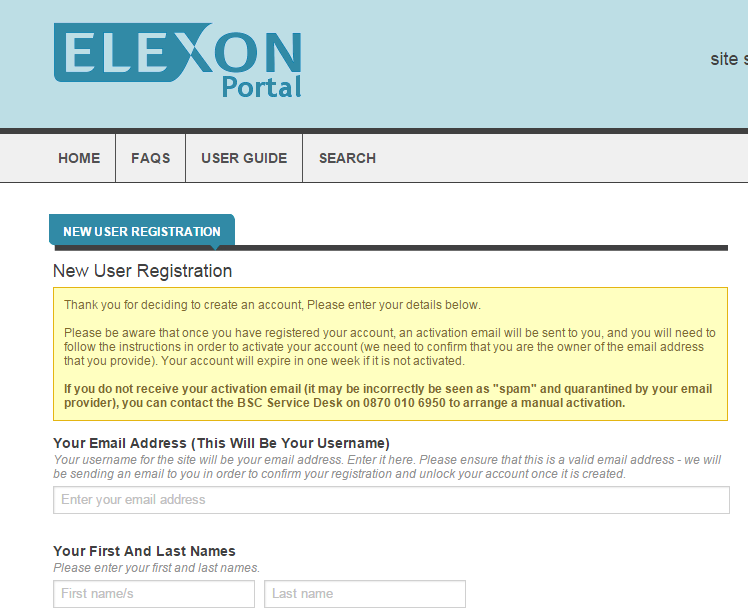 ELEXON
Portal
site s
HOME
FAQS
USER GUIDE
SEARCH
NEW USER REGISTRATION
New User Registration
Thank you for deciding to create an account, Please enter your details below.
Please be aware that once you have registered your account, an activation email will be sent to you, and you will need to
follow the instructions in order to activate your account (we need to confirm that you are the owner of the email address
that you provide). Your account will expire in one week if it is not activated.
If you do not receive your activation email (it may be incorrectly be seen as "spam" and quarantined by your email
provider), you can contact the BSC Service Desk on 0870 010 6950 to arrange a manual activation.
Your Email Address (This Will Be Your Username)
Your username for the site will be your email address. Enter it here. Please ensure that this is a valid email address - we will
be sending an email to you in order to confirm your registration and unlock your account once it is created.
Enter your email address
Your First And Last Names
Please enter your first and last names.
First name/s
Last name